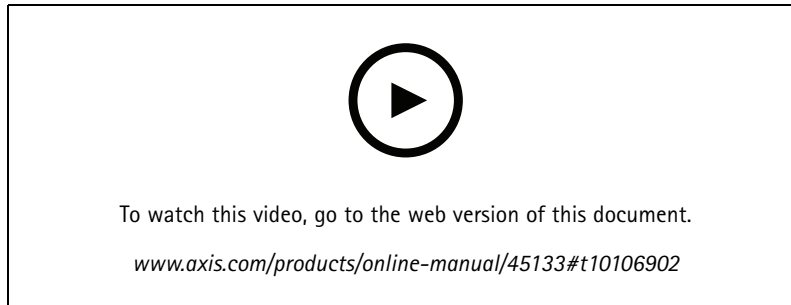 To watch this video, go to the web version of this document.
www.axis.com/products/online-manual/45133#t10106902